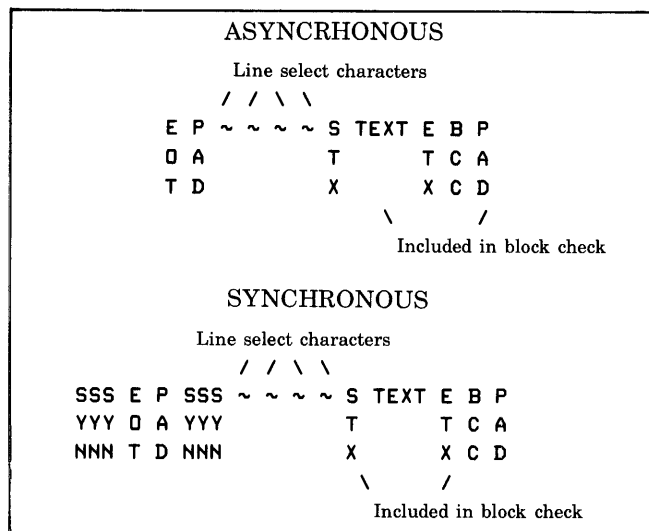 ASYNCRHONOUS
Line select characters
/ / \ \
E P ~ ~ ~ ~ S TEXT E B P
O A T T C A
T D X X C D
\ /
Included in block check
SYNCHRONOUS
Line select characters
/ / \ \
SSS E P SSS ~ ~ ~ ~ S TEXT E B P
YYY O A YYY T T C A
NNN T D NNN X X C D
\ /
Included in block check